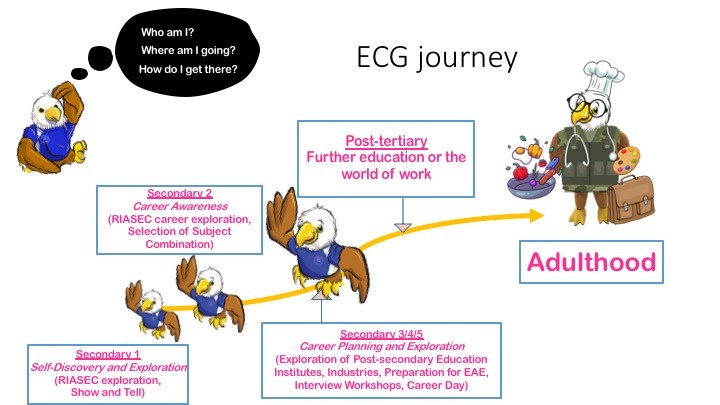 Who am I?
Where am I going?
How do I get there?
ECG journey
Post-tertiary
Further education or the
world of work
Secondary 2
Career Awareness
(RIASEC career exploration,
Selection of Subject
Combination)
Adulthood
Secondary 1
Self-Discovery and Exploration
(RIASEC exploration,
Show and Tell)
Secondary 3/4/5
Career Planning and Exploration
(Exploration of Post-secondary Education
Institutes, Industries, Preparation for EAE,
Interview Workshops, Career Day)